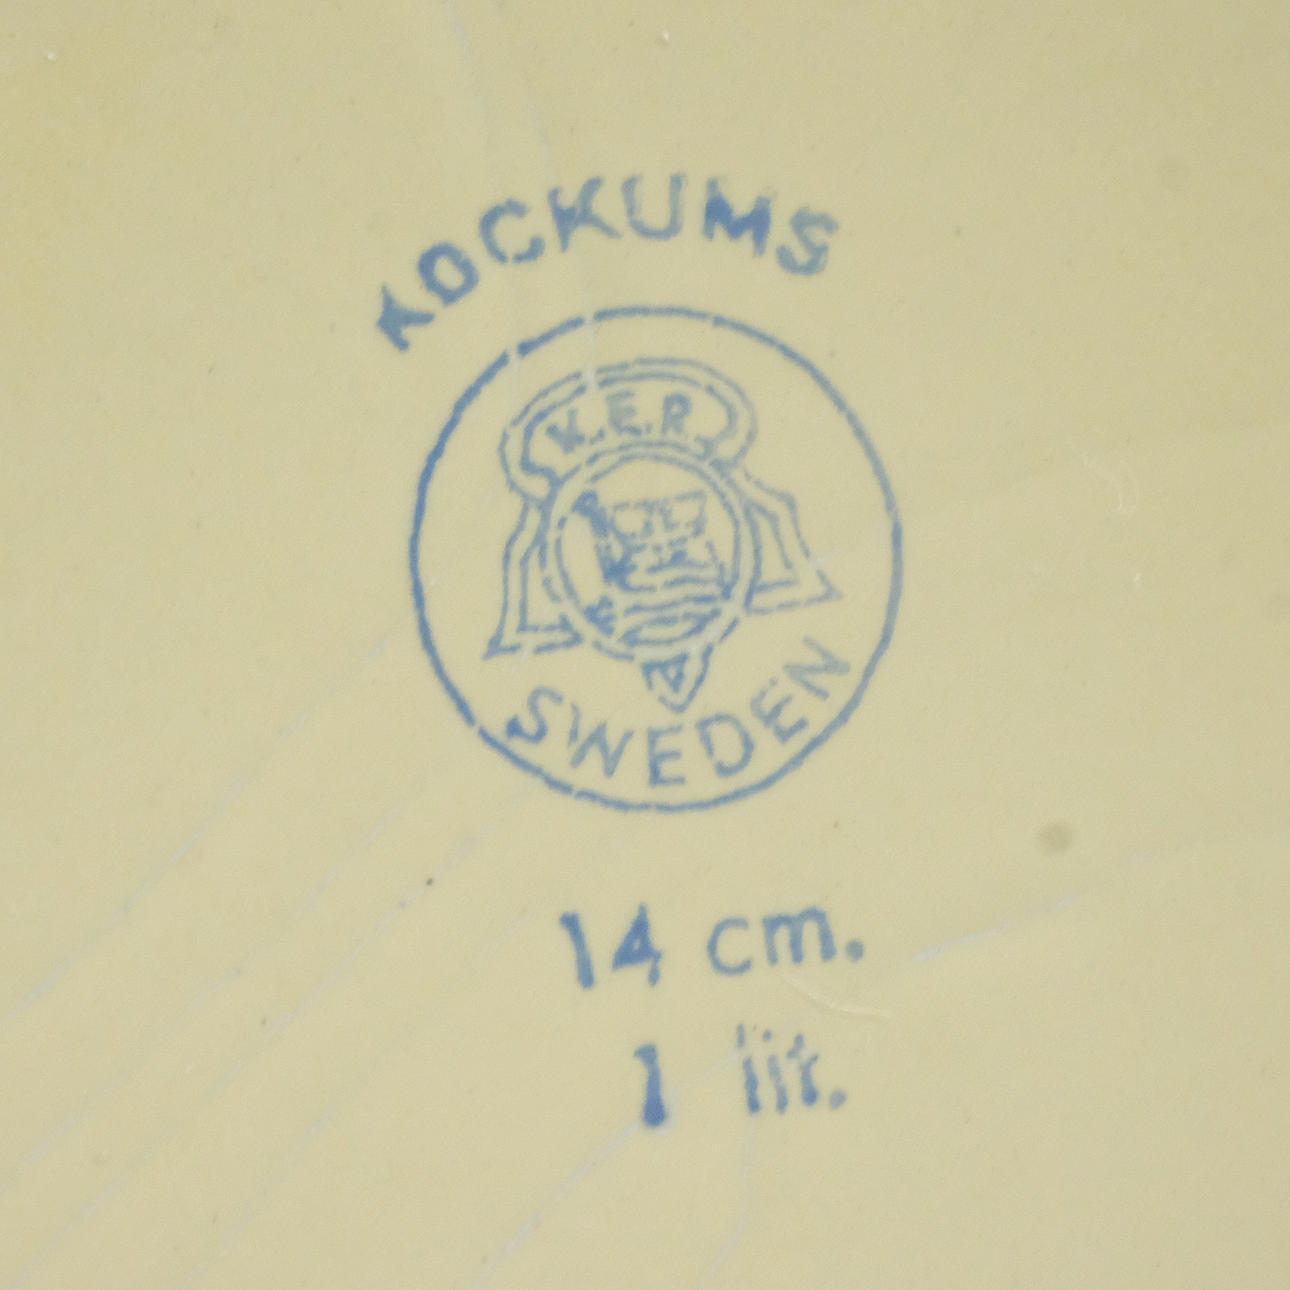 KOCKUMS
K.E.R.
SWEDEN
14 cm.
1 lit.